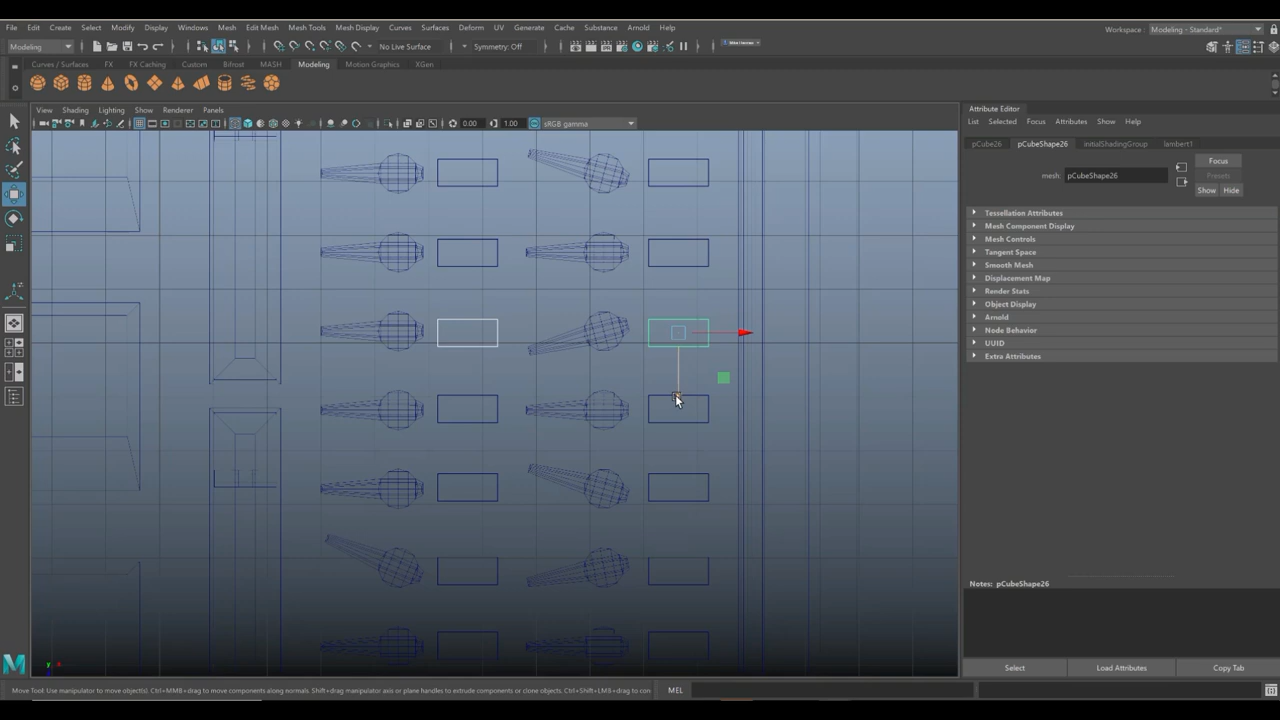 File Edit Create Select Modify Display Windows Mesh Edit Mesh Mesh Tools Mesh Display Curves Surfaces Deform UV Generate Cache Substance Arnold Help
Workspace: Modeling - Standard*
Modeling No Live Surface Symmetry: Off
Curves / Surfaces FX FX Caching Custom Bifrost MASH Modeling Motion Graphics XGen
View Shading Lighting Show Renderer Panels
0.00 1.00 sRGB gamma
Attribute Editor
List Selected Focus Attributes Show Help
pCube26 pCubeShape26 initialShadingGroup lambert1
Focus
mesh: pCubeShape26 Presets
Show Hide
Tessellation Attributes
Mesh Component Display
Mesh Controls
Tangent Space
Smooth Mesh
Displacement Map
Render Stats
Object Display
Arnold
Node Behavior
UUID
Extra Attributes
Notes: pCubeShape26
Select Load Attributes Copy Tab
y x
Move Tool: Use manipulator to move object(s). Ctrl+MMB+drag to move components along normals. Shift+drag manipulator axis or plane handles to extrude components or clone objects. Ctrl+Shift+LMB+drag to con MEL